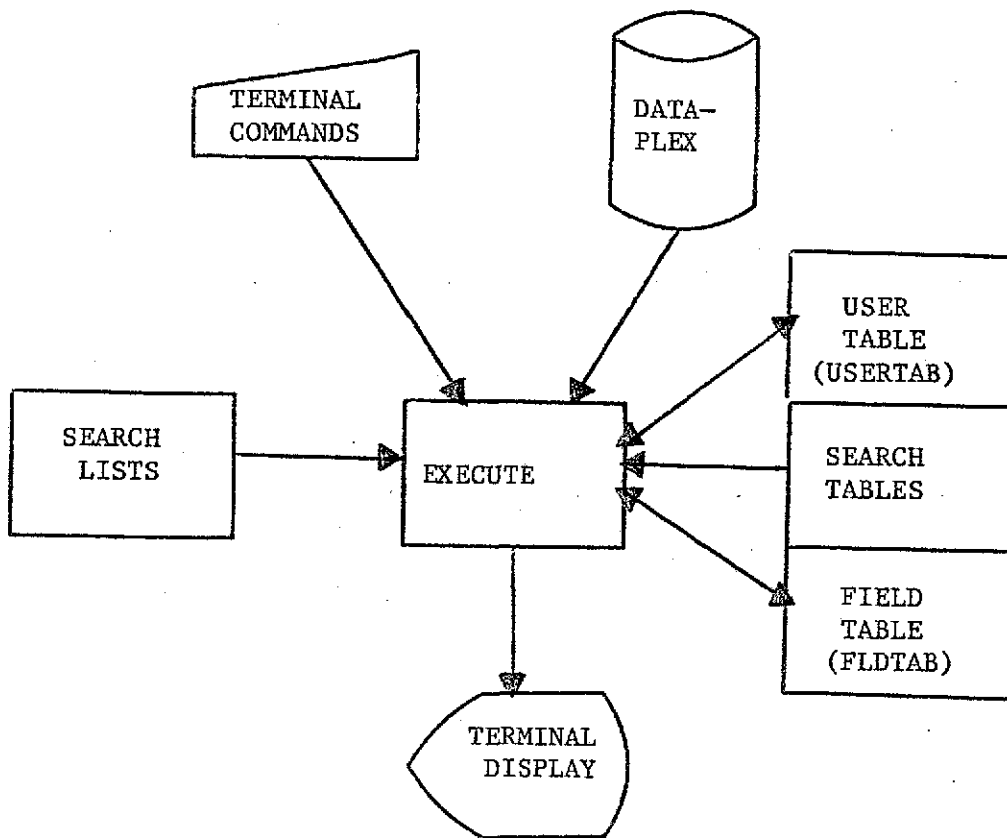 TERMINAL
COMMANDS
DATA-
PLEX
USER
TABLE
(USERTAB)
SEARCH
LISTS
EXECUTE
SEARCH
TABLES
FIELD
TABLE
(FLDTAB)
TERMINAL
DISPLAY